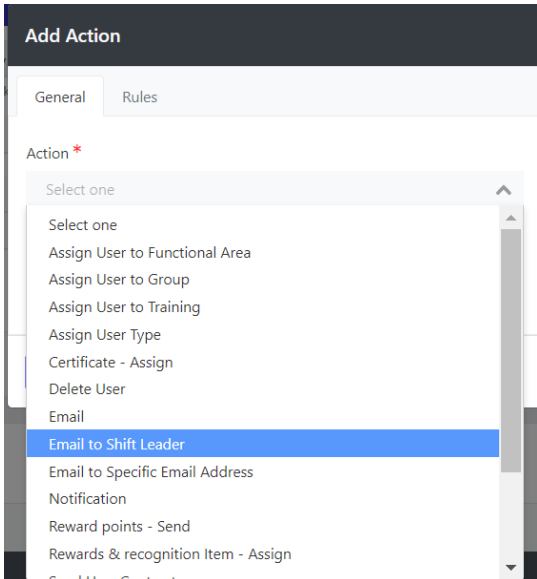 Add Action
General Rules
Action *
Select one
Select one
Assign User to Functional Area
Assign User to Group
Assign User to Training
Assign User Type
Certificate - Assign
Delete User
Email
Email to Shift Leader
Email to Specific Email Address
Notification
Reward points - Send
Rewards & recognition Item - Assign